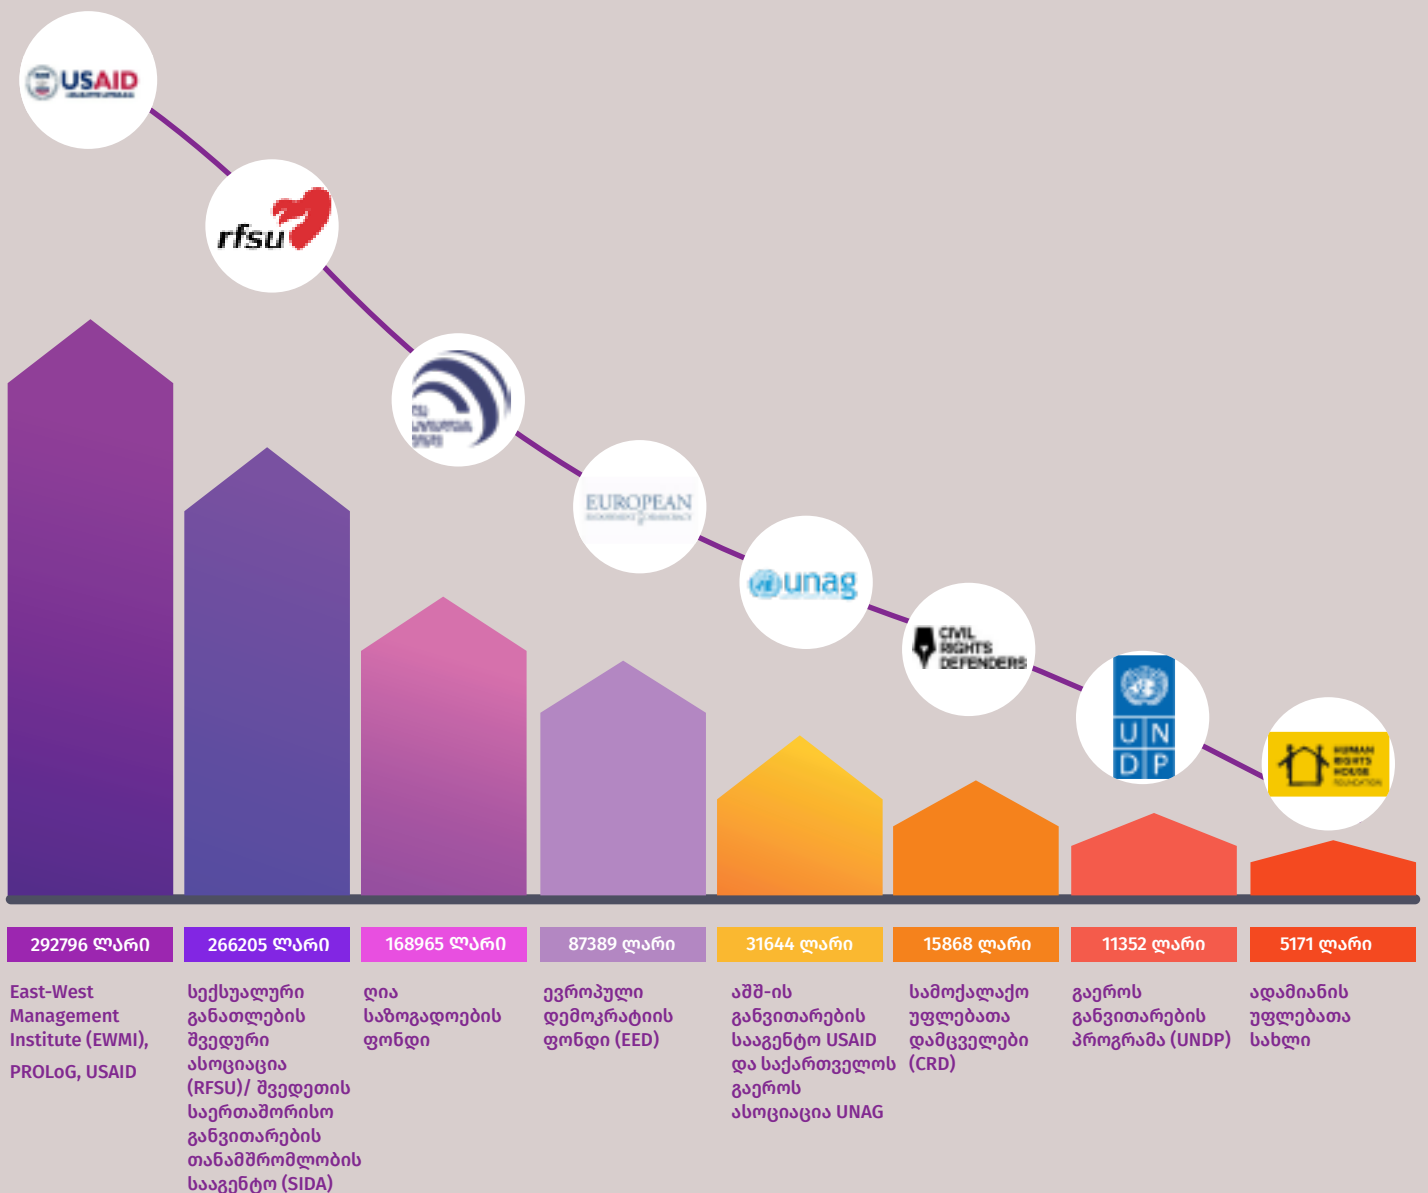 USAID
rfsu
EUROPEAN
unag
CIVIL
RIGHTS
DEFENDERS
U N
D P
HUMAN
RIGHTS
HOUSE
FOUNDATION
292796 ლარი
266205 ლარი
168965 ლარი
87389 ლარი
31644 ლარი
15868 ლარი
11352 ლარი
5171 ლარი
East-West
Management
Institute (EWMI),
PROLoG, USAID
სექსუალური
განათლების
შვედური
ასოციაცია
(RFSU)/ შვედეთის
საერთაშორისო
განვითარების
თანამშრომლობის
სააგენტო (SIDA)
ღია
საზოგადოების
ფონდი
ევროპული
დემოკრატიის
ფონდი (EED)
აშშ-ის
განვითარების
სააგენტო USAID
და საქართველოს
გაეროს
ასოციაცია UNAG
სამოქალაქო
უფლებათა
დამცველები
(CRD)
გაეროს
განვითარების
პროგრამა (UNDP)
ადამიანის
უფლებათა
სახლი